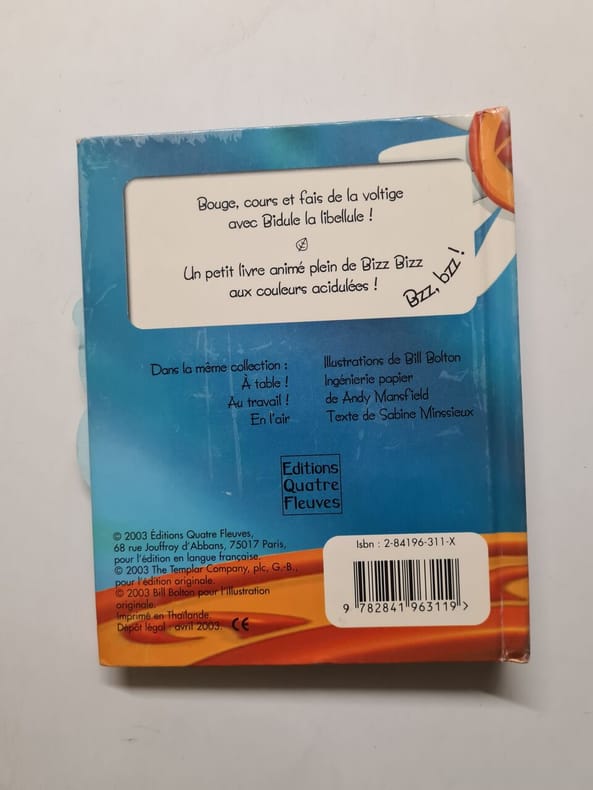 Bouge, cours et fais de la voltige
avec Bidule la libellule !
Un petit livre animé plein de Bizz Bizz
aux couleurs acidulées !
Bzz, bzz !
Dans la même collection :
À table !
Au travail !
En l'air
Illustrations de Bill Bolton
Ingénierie papier
de Andy Mansfield
Texte de Sabine Minssieux
Editions
Quatre
Fleuves
© 2003 Éditions Quatre Fleuves,
68 rue Jouffroy d'Abbans, 75017 Paris,
pour l'édition en langue française.
© 2003 The Templar Company, plc, G.-B.,
pour l'édition originale.
© 2003 Bill Bolton pour l'illustration
originale.
Imprimé en Thaïlande.
Dépôt légal : avril 2003. CE
Isbn : 2-84196-311-X
9 782841 963119 >